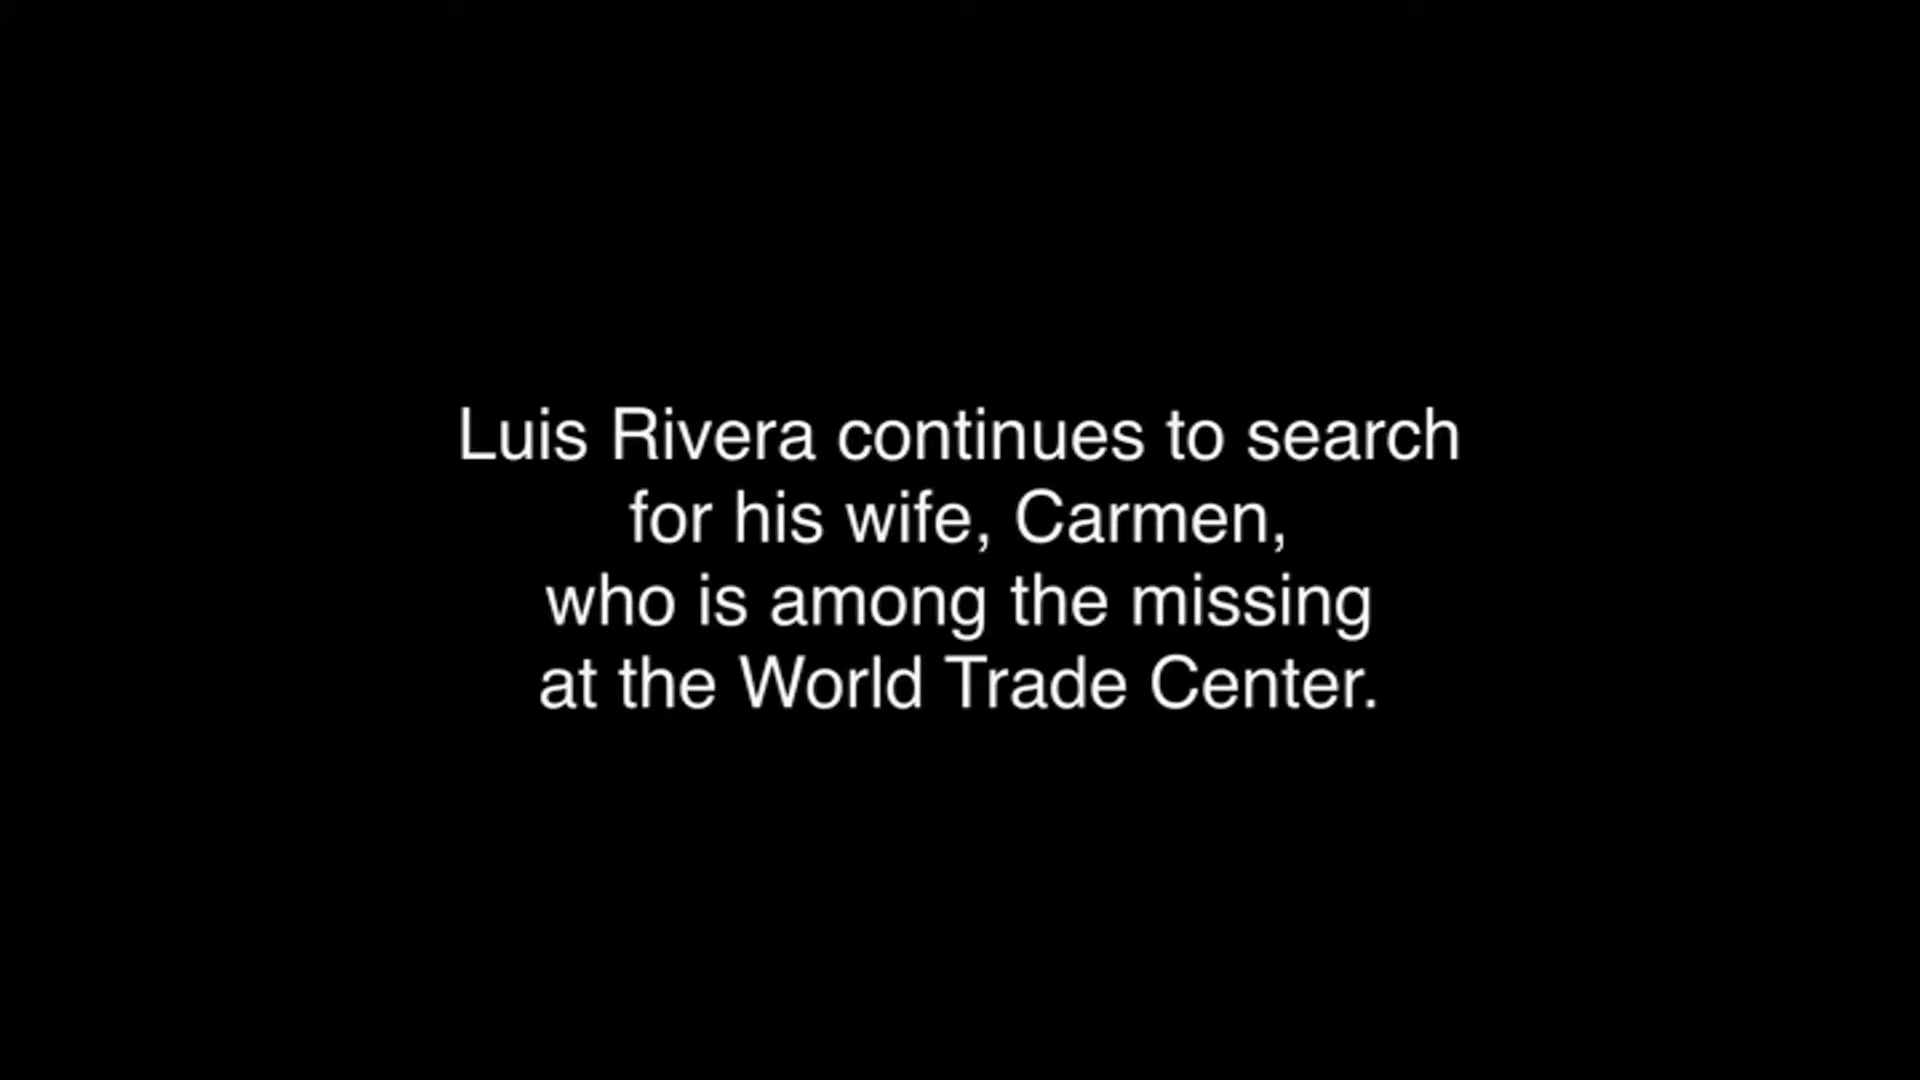 Luis Rivera continues to search
for his wife, Carmen,
who is among the missing
at the World Trade Center.